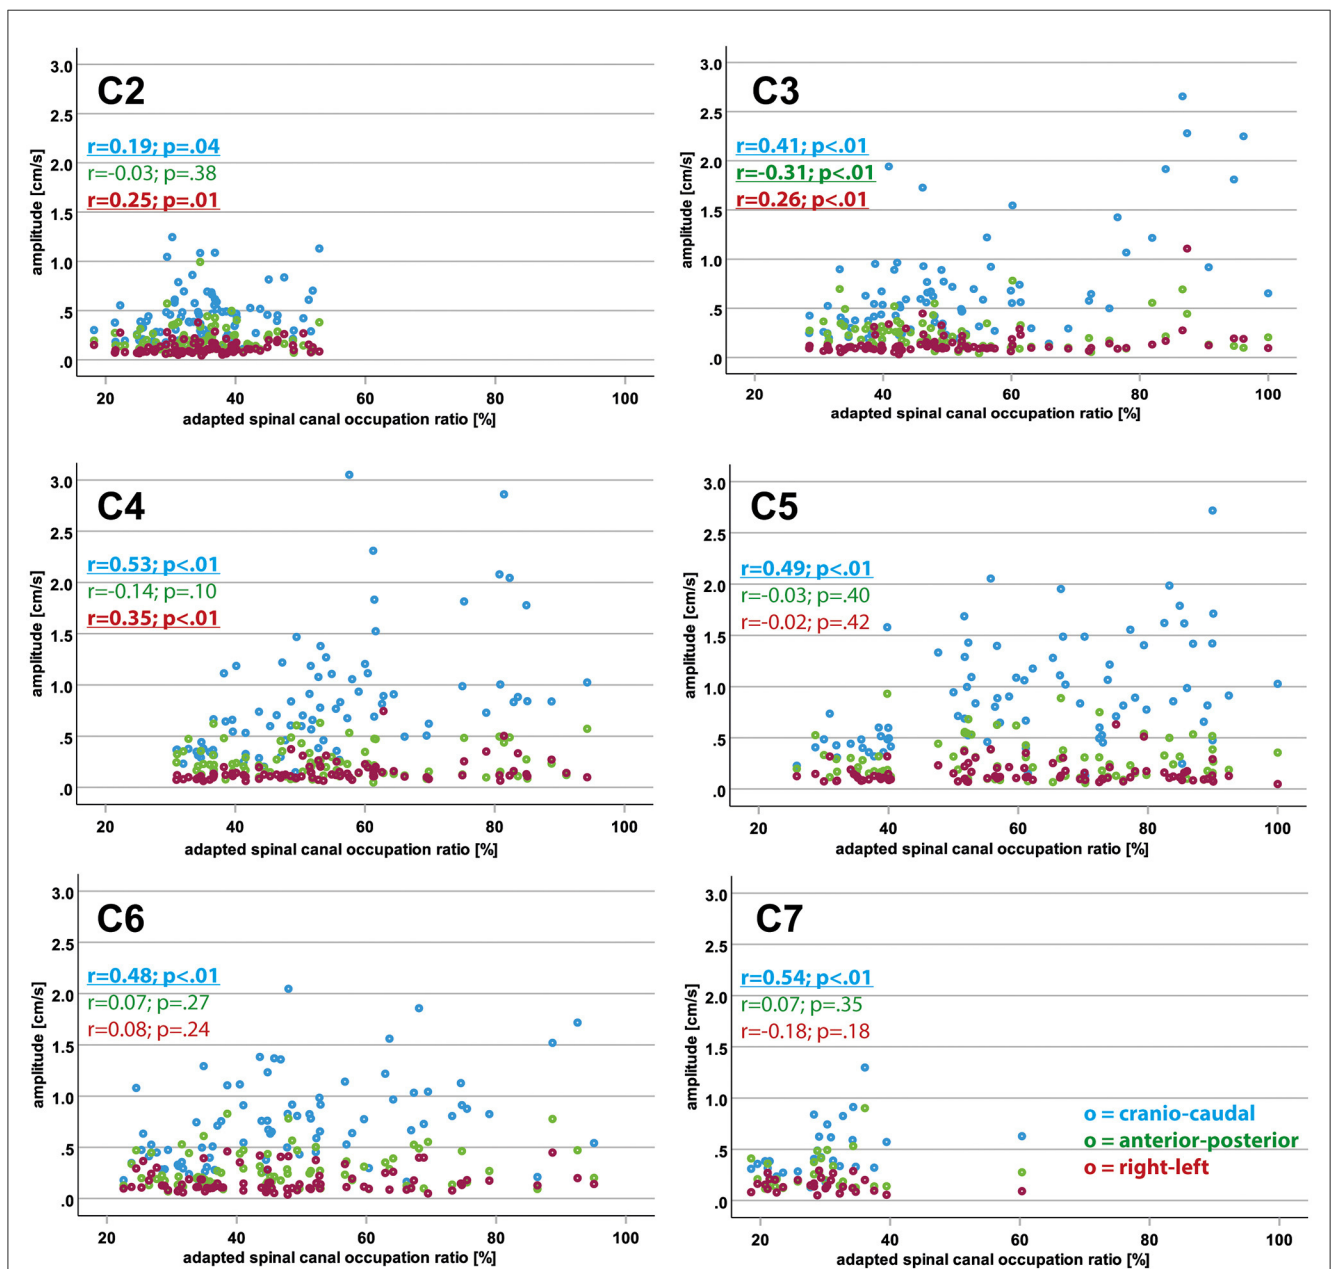 C2
r=0.19; p=.04
r=-0.03; p=.38
r=0.25; p=.01
3.0
2.5
2.0
1.5
1.0
.5
.0
amplitude [cm/s]
20 40 60 80 100
adapted spinal canal occupation ratio [%]
C3
r=0.41; p<.01
r=-0.31; p<.01
r=0.26; p<.01
3.0
2.5
2.0
1.5
1.0
.5
.0
amplitude [cm/s]
20 40 60 80 100
adapted spinal canal occupation ratio [%]
C4
r=0.53; p<.01
r=-0.14; p=.10
r=0.35; p<.01
3.0
2.5
2.0
1.5
1.0
.5
.0
amplitude [cm/s]
20 40 60 80 100
adapted spinal canal occupation ratio [%]
C5
r=0.49; p<.01
r=-0.03; p=.40
r=-0.02; p=.42
3.0
2.5
2.0
1.5
1.0
.5
.0
amplitude [cm/s]
20 40 60 80 100
adapted spinal canal occupation ratio [%]
C6
r=0.48; p<.01
r=0.07; p=.27
r=0.08; p=.24
3.0
2.5
2.0
1.5
1.0
.5
.0
amplitude [cm/s]
20 40 60 80 100
adapted spinal canal occupation ratio [%]
C7
r=0.54; p<.01
r=0.07; p=.35
r=-0.18; p=.18
3.0
2.5
2.0
1.5
1.0
.5
.0
amplitude [cm/s]
o = cranio-caudal
o = anterior-posterior
o = right-left
20 40 60 80 100
adapted spinal canal occupation ratio [%]